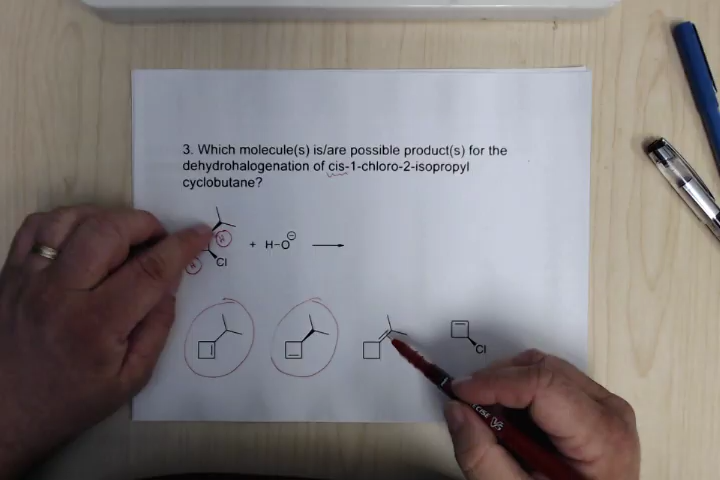 3. Which molecule(s) is/are possible product(s) for the
dehydrohalogenation of cis-1-chloro-2-isopropyl
cyclobutane?
H
+ H-O⊖
H
Cl
Cl